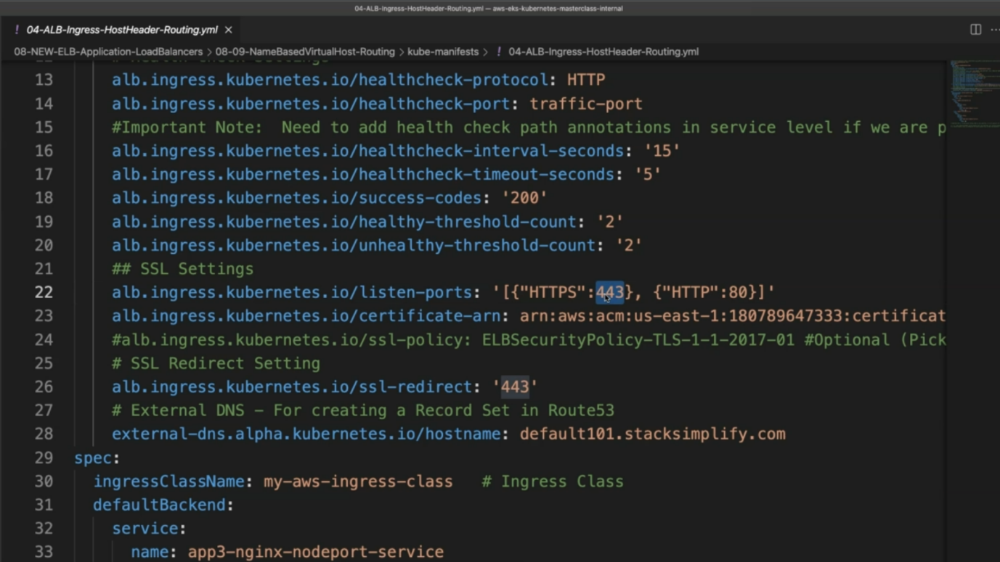 04-ALB-Ingress-HostHeader-Routing.yml — aws-eks-kubernetes-masterclass-internal
! 04-ALB-Ingress-HostHeader-Routing.yml ×
08-NEW-ELB-Application-LoadBalancers > 08-09-NameBasedVirtualHost-Routing > kube-manifests > ! 04-ALB-Ingress-HostHeader-Routing.yml
13 alb.ingress.kubernetes.io/healthcheck-protocol: HTTP
14 alb.ingress.kubernetes.io/healthcheck-port: traffic-port
15 #Important Note:  Need to add health check path annotations in service level if we are p
16 alb.ingress.kubernetes.io/healthcheck-interval-seconds: '15'
17 alb.ingress.kubernetes.io/healthcheck-timeout-seconds: '5'
18 alb.ingress.kubernetes.io/success-codes: '200'
19 alb.ingress.kubernetes.io/healthy-threshold-count: '2'
20 alb.ingress.kubernetes.io/unhealthy-threshold-count: '2'
21 ## SSL Settings
22 alb.ingress.kubernetes.io/listen-ports: '[{"HTTPS":443}, {"HTTP":80}]'
23 alb.ingress.kubernetes.io/certificate-arn: arn:aws:acm:us-east-1:180789647333:certificat
24 #alb.ingress.kubernetes.io/ssl-policy: ELBSecurityPolicy-TLS-1-1-2017-01 #Optional (Pick
25 # SSL Redirect Setting
26 alb.ingress.kubernetes.io/ssl-redirect: '443'
27 # External DNS - For creating a Record Set in Route53
28 external-dns.alpha.kubernetes.io/hostname: default101.stacksimplify.com
29 spec:
30 ingressClassName: my-aws-ingress-class   # Ingress Class
31 defaultBackend:
32 service:
33 name: app3-nginx-nodeport-service